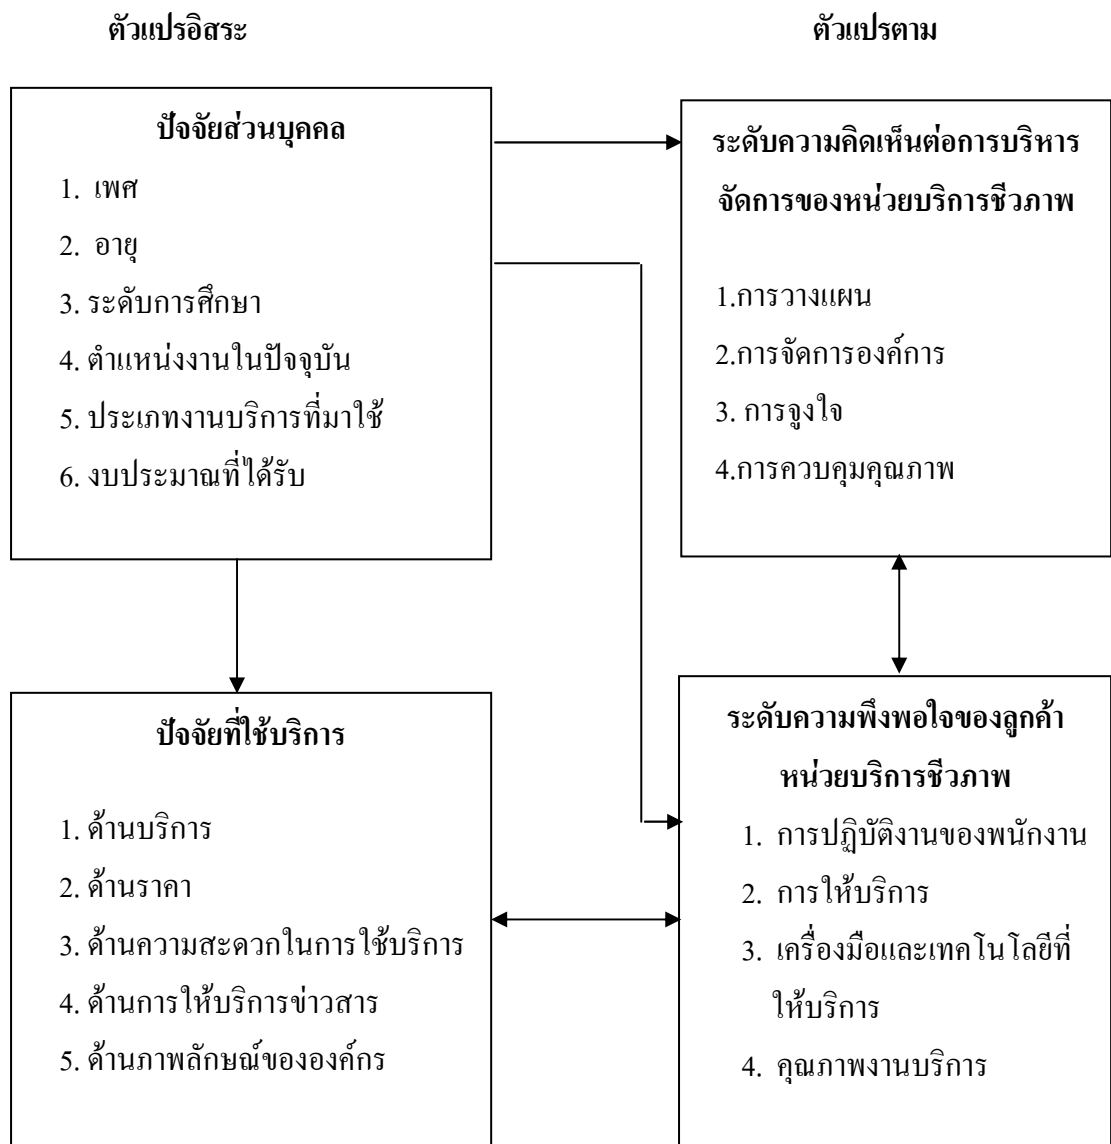 ตัวแปรอิสระ
ตัวแปรตาม
ปัจจัยส่วนบุคคล
1. เพศ
2. อายุ
3. ระดับการศึกษา
4. ตำแหน่งงานในปัจจุบัน
5. ประเภทงานบริการที่มาใช้
6. งบประมาณที่ได้รับ
ระดับความคิดเห็นต่อการบริหาร
จัดการของหน่วยบริการชีวภาพ
1.การวางแผน
2.การจัดการองค์การ
3. การจูงใจ
4.การควบคุมคุณภาพ
ปัจจัยที่ใช้บริการ
1. ด้านบริการ
2. ด้านราคา
3. ด้านความสะดวกในการใช้บริการ
4. ด้านการให้บริการข่าวสาร
5. ด้านภาพลักษณ์ขององค์กร
ระดับความพึงพอใจของลูกค้า
หน่วยบริการชีวภาพ
1. การปฏิบัติงานของพนักงาน
2. การให้บริการ
3. เครื่องมือและเทคโนโลยีที่
ให้บริการ
4. คุณภาพงานบริการ